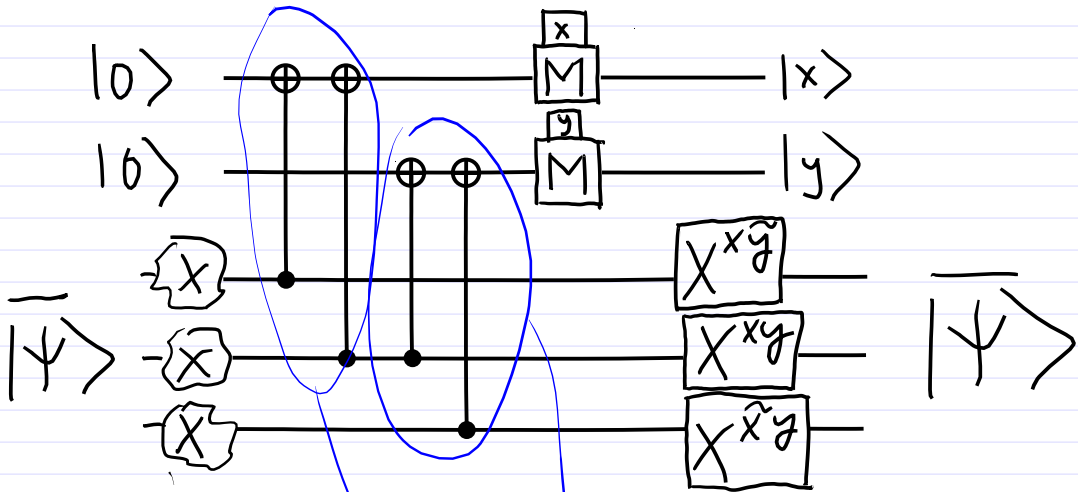 x
|0⟩ M |x⟩
y
|0⟩ M |y⟩
X X^{xỹ}
|Ψ̅⟩ X X^{xy} |Ψ̅⟩
X X^{x̃y}